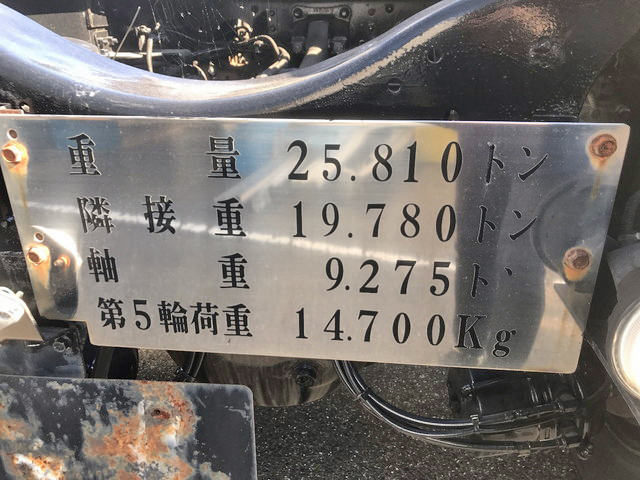 重量 25.810トン
隣接重 19.780トン
軸重 9.275ト
第5輪荷重 14.700Kg